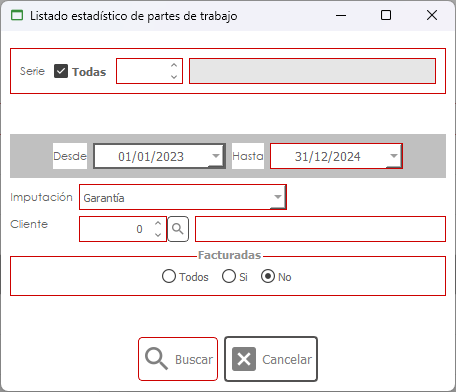 Listado estadístico de partes de trabajo
Serie Todas
Desde 01/01/2023 Hasta 31/12/2024
Imputación Garantía
Cliente 0
Facturadas
Todos Si No
Buscar Cancelar